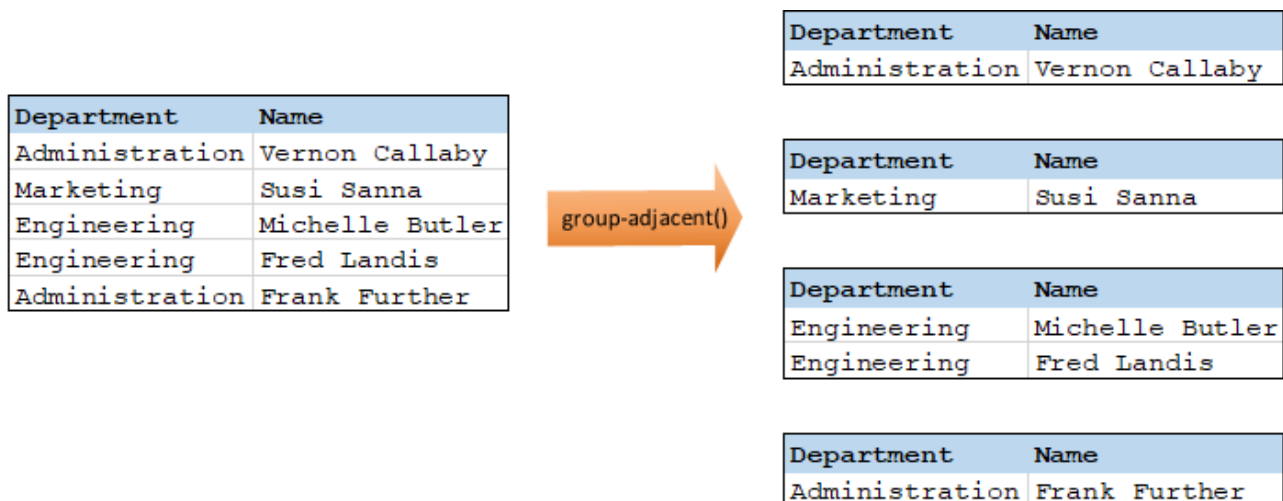 Department Name
Administration Vernon Callaby
Marketing Susi Sanna
Engineering Michelle Butler
Engineering Fred Landis
Administration Frank Further
group-adjacent()
Department Name
Administration Vernon Callaby
Department Name
Marketing Susi Sanna
Department Name
Engineering Michelle Butler
Engineering Fred Landis
Department Name
Administration Frank Further